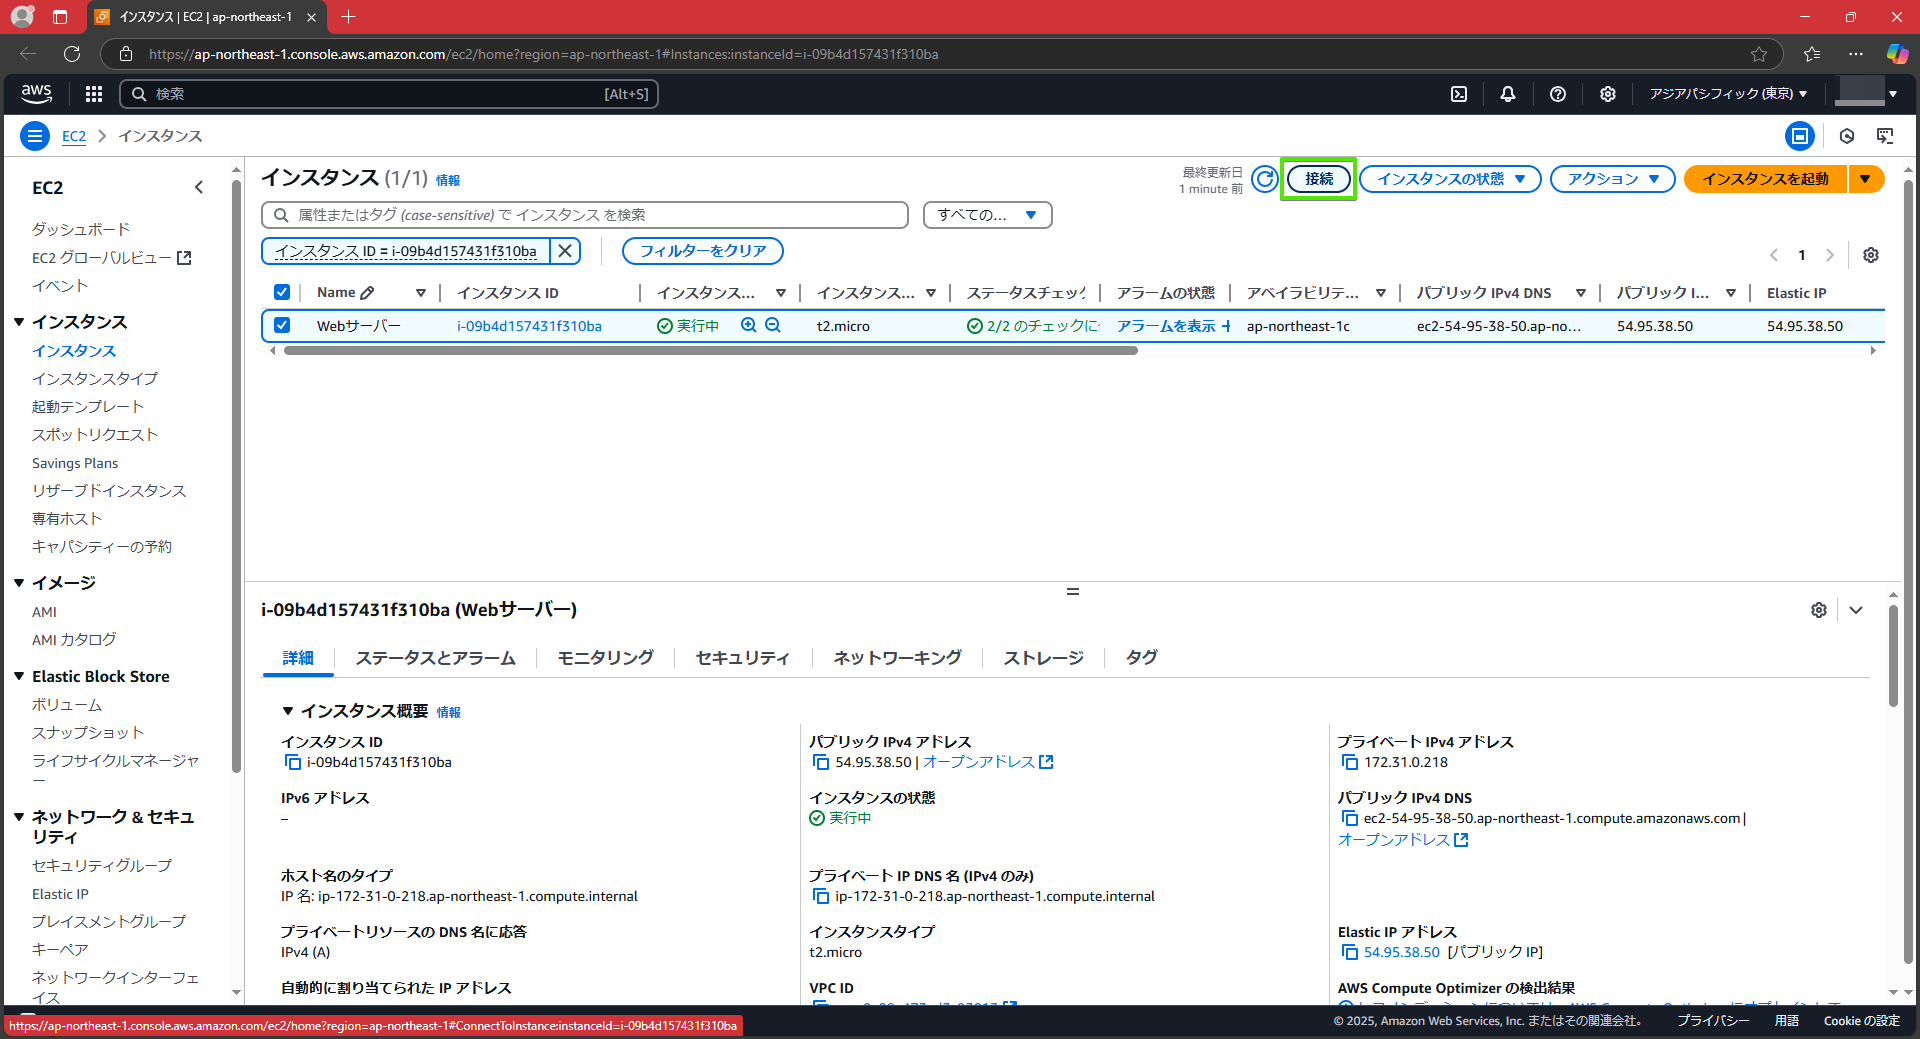 インスタンス | EC2 | ap-northeast-1
https://ap-northeast-1.console.aws.amazon.com/ec2/home?region=ap-northeast-1#Instances:instanceId=i-09b4d157431f310ba
aws
検索
[Alt+S]
アジアパシフィック (東京)
EC2
インスタンス
EC2
ダッシュボード
EC2 グローバルビュー
イベント
インスタンス
インスタンス
インスタンスタイプ
起動テンプレート
スポットリクエスト
Savings Plans
リザーブドインスタンス
専有ホスト
キャパシティーの予約
イメージ
AMI
AMI カタログ
Elastic Block Store
ボリューム
スナップショット
ライフサイクルマネージャ
ー
ネットワーク & セキュ
リティ
セキュリティグループ
Elastic IP
プレイスメントグループ
キーペア
ネットワークインターフェ
イス
インスタンス (1/1) 情報
最終更新日
1 minute 前
接続
インスタンスの状態
アクション
インスタンスを起動
属性またはタグ (case-sensitive) で インスタンス を検索
すべての...
インスタンス ID = i-09b4d157431f310ba
フィルターをクリア
1
Name
インスタンス ID
インスタンス...
インスタンス...
ステータスチェック
アラームの状態
アベイラビリテ...
パブリック IPv4 DNS
パブリック I...
Elastic IP
Webサーバー
i-09b4d157431f310ba
実行中
t2.micro
2/2 のチェックに
アラームを表示 +
ap-northeast-1c
ec2-54-95-38-50.ap-no...
54.95.38.50
54.95.38.50
i-09b4d157431f310ba (Webサーバー)
詳細
ステータスとアラーム
モニタリング
セキュリティ
ネットワーキング
ストレージ
タグ
インスタンス概要 情報
インスタンス ID
i-09b4d157431f310ba
パブリック IPv4 アドレス
54.95.38.50 | オープンアドレス
プライベート IPv4 アドレス
172.31.0.218
IPv6 アドレス
–
インスタンスの状態
実行中
パブリック IPv4 DNS
ec2-54-95-38-50.ap-northeast-1.compute.amazonaws.com |
オープンアドレス
ホスト名のタイプ
IP 名: ip-172-31-0-218.ap-northeast-1.compute.internal
プライベート IP DNS 名 (IPv4 のみ)
ip-172-31-0-218.ap-northeast-1.compute.internal
プライベートリソースの DNS 名に応答
IPv4 (A)
インスタンスタイプ
t2.micro
Elastic IP アドレス
54.95.38.50 [パブリック IP]
自動的に割り当てられた IP アドレス
VPC ID
AWS Compute Optimizer の検出結果
https://ap-northeast-1.console.aws.amazon.com/ec2/home?region=ap-northeast-1#ConnectToInstance:instanceId=i-09b4d157431f310ba
© 2025, Amazon Web Services, Inc. またはその関連会社。
プライバシー
用語
Cookie の設定